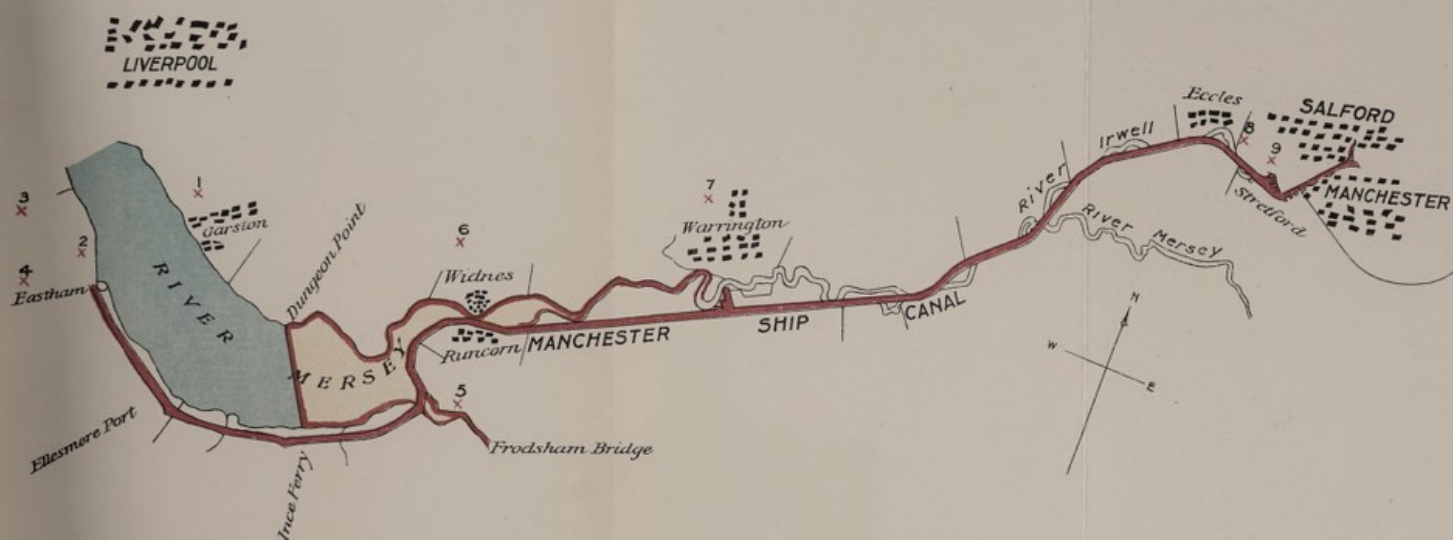 LIVERPOOL
3
1
Garston
2
4
Eastham
RIVER
MERSEY
Dungeon Point
6
Widnes
Runcorn
5
Frodsham Bridge
Ellesmere Port
Ince Ferry
7
Warrington
MANCHESTER SHIP CANAL
River Irwell
River Mersey
Eccles
8
9
SALFORD
MANCHESTER
Stretford
N
W
E